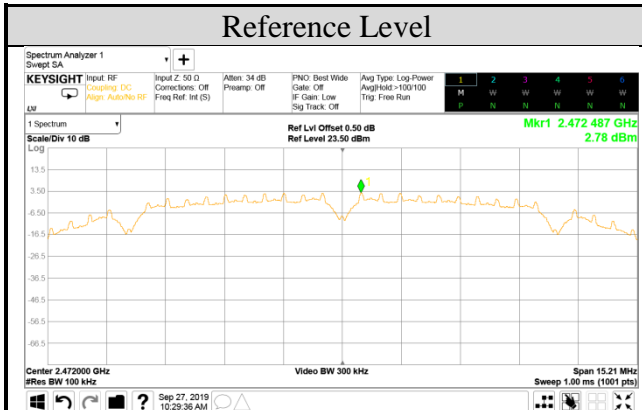 Reference Level
Spectrum Analyzer 1
Swept SA
+
KEYSIGHT Input: RF Input Z: 50 Ω Atten: 34 dB PNO: Best Wide Avg Type: Log-Power 1 2 3 4 5 6
Coupling: DC Corrections: Off Preamp: Off Gate: Off Avg|Hold:>100/100 M W W W W W
Align: Auto/No RF Freq Ref: Int (S) IF Gain: Low Trig: Free Run
Sig Track: Off P N N N N N
LXI
1 Spectrum Ref Lvl Offset 0.50 dB Mkr1 2.472 487 GHz
Scale/Div 10 dB Ref Level 23.50 dBm 2.78 dBm
Log
13.5
1
3.50
-6.50
-16.5
-26.5
-36.5
-46.5
-56.5
-66.5
Center 2.472000 GHz Video BW 300 kHz Span 15.21 MHz
#Res BW 100 kHz Sweep 1.00 ms (1001 pts)
? Sep 27, 2019
10:29:36 AM